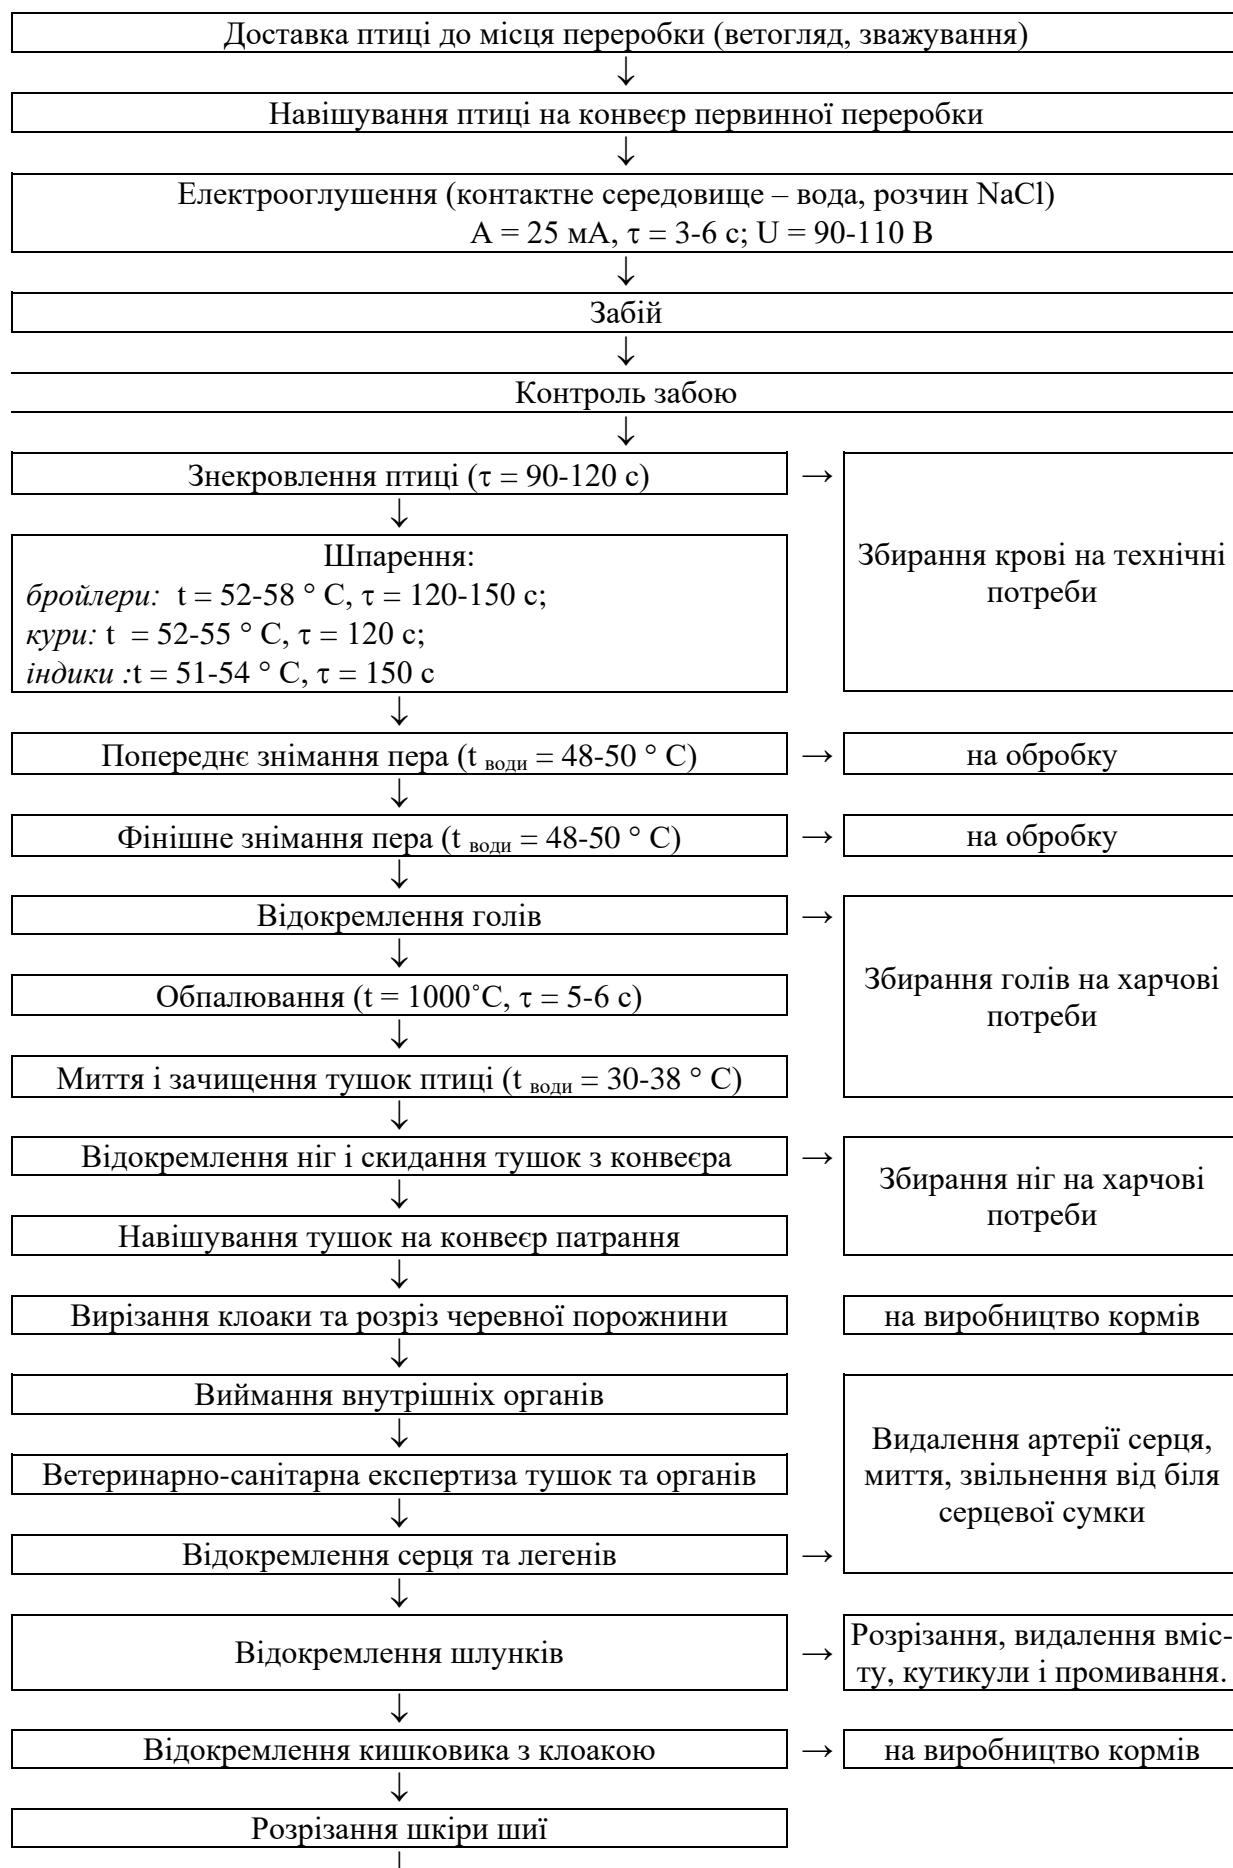 Доставка птиці до місця переробки (ветогляд, зважування)
↓
Навішування птиці на конвеєр первинної переробки
↓
Електрооглушення (контактне середовище – вода, розчин NaCl)
А = 25 мА, τ = 3-6 с; U = 90-110 В
↓
Забій
↓
Контроль забою
↓
Знекровлення птиці (τ = 90-120 с)
→
Збирання крові на технічні
потреби
↓
Шпарення:
бройлери: t = 52-58 ° С, τ = 120-150 с;
кури: t = 52-55 ° С, τ = 120 с;
індики :t = 51-54 ° С, τ = 150 с
↓
Попереднє знімання пера (t води = 48-50 ° С)
→
на обробку
↓
Фінішне знімання пера (t води = 48-50 ° С)
→
на обробку
↓
Відокремлення голів
→
Збирання голів на харчові
потреби
↓
Обпалювання (t = 1000˚С, τ = 5-6 с)
↓
Миття і зачищення тушок птиці (t води = 30-38 ° С)
↓
Відокремлення ніг і скидання тушок з конвеєра
→
Збирання ніг на харчові
потреби
↓
Навішування тушок на конвеєр патрання
↓
Вирізання клоаки та розріз черевної порожнини
на виробництво кормів
↓
Виймання внутрішніх органів
↓
Ветеринарно-санітарна експертиза тушок та органів
↓
Відокремлення серця та легенів
→
Видалення артерії серця,
миття, звільнення від біля
серцевої сумки
↓
Відокремлення шлунків
→
Розрізання, видалення вміс-
ту, кутикули і промивання.
↓
Відокремлення кишковика з клоакою
→
на виробництво кормів
↓
Розрізання шкіри шиї